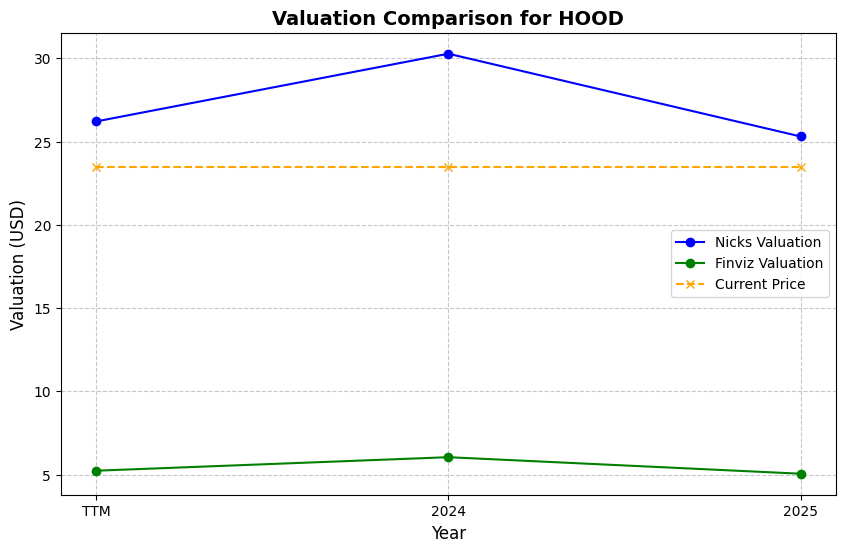 Valuation Comparison for HOOD
Valuation (USD)
30
25
20
15
10
5
Nicks Valuation
Finviz Valuation
Current Price
TTM
2024
2025
Year